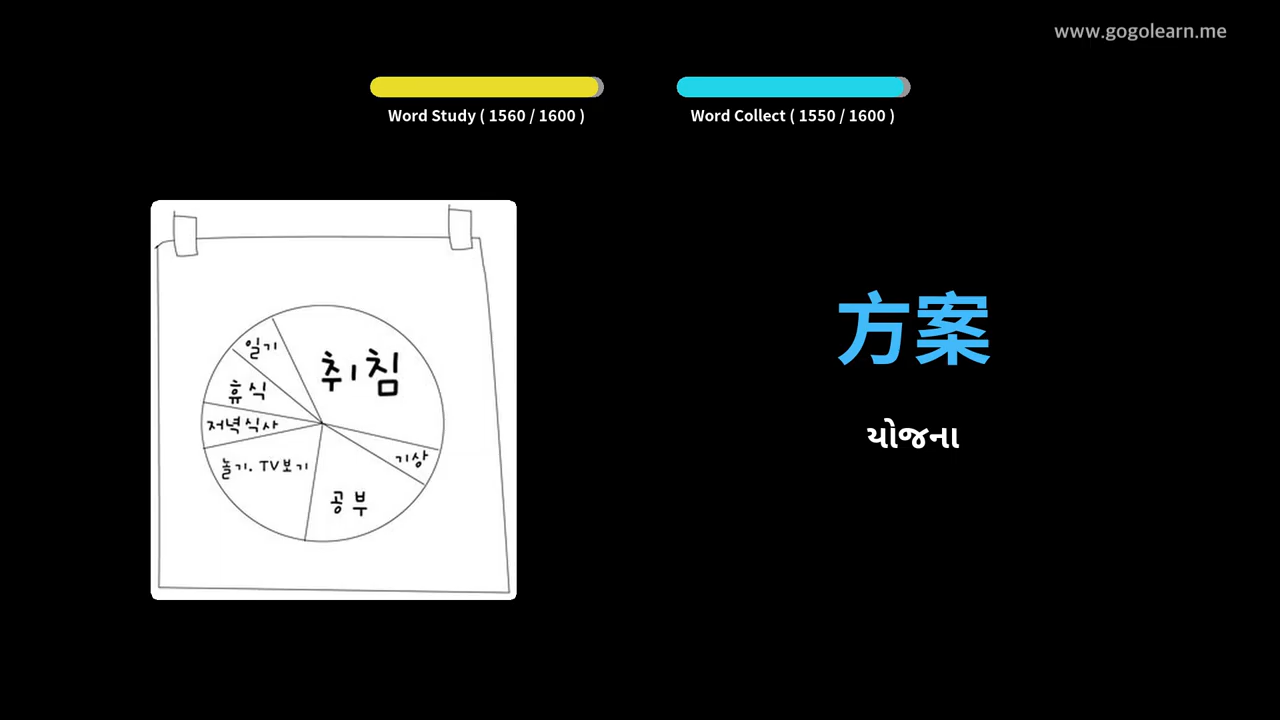 www.gogolearn.me
Word Study ( 1560 / 1600 )
Word Collect ( 1550 / 1600 )
일기
취침
휴식
저녁식사
놀기. TV보기
기상
공부
方案
યોજના